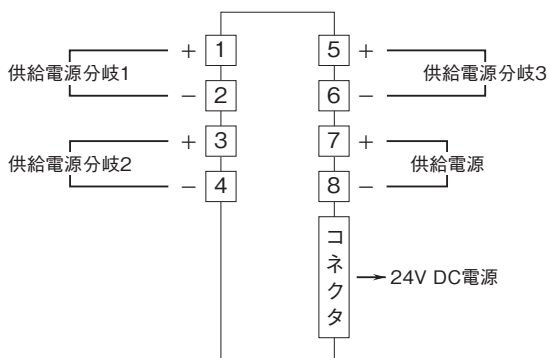 + 1
供給電源分岐1
− 2
+ 3
供給電源分岐2
− 4
5 +
供給電源分岐3
6 −
7 +
供給電源
8 −
コネクタ
24V DC電源